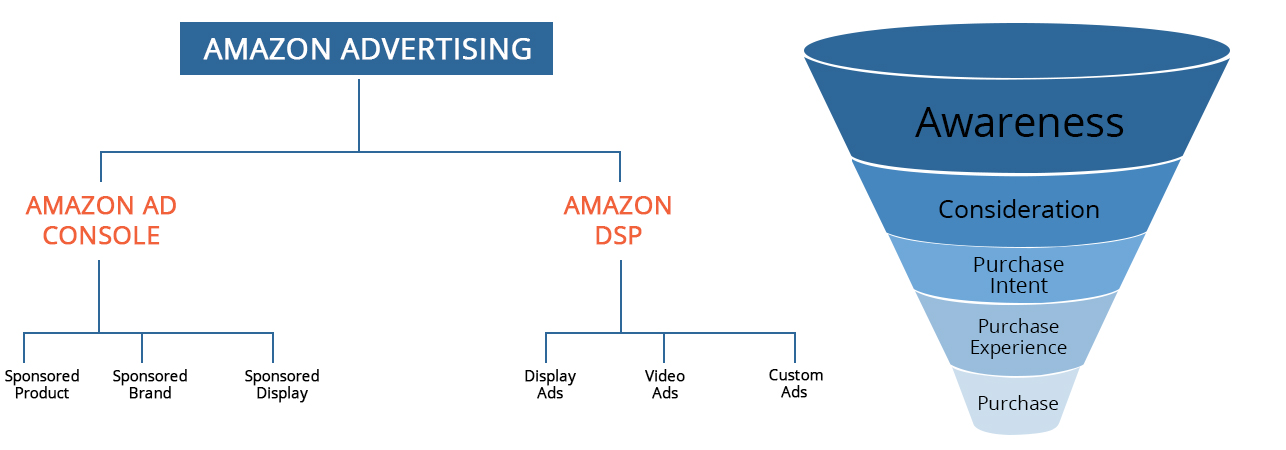 AMAZON ADVERTISING
AMAZON AD
CONSOLE
AMAZON
DSP
Sponsored
Product
Sponsored
Brand
Sponsored
Display
Display
Ads
Video
Ads
Custom
Ads
Awareness
Consideration
Purchase
Intent
Purchase
Experience
Purchase